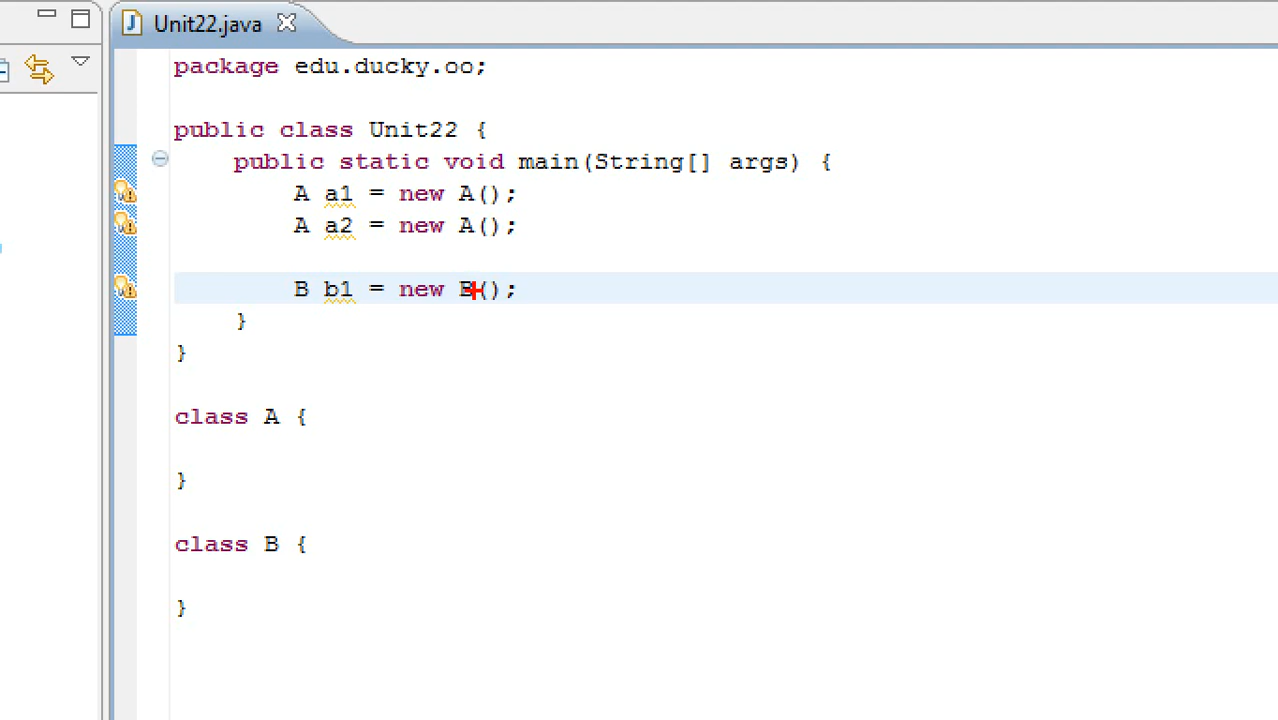 Unit22.java
package edu.ducky.oo;
public class Unit22 {
public static void main(String[] args) {
A a1 = new A();
A a2 = new A();
B b1 = new B();
}
}
class A {
}
class B {
}